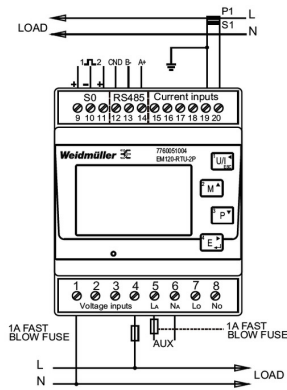 P1
L
S1
LOAD
N
1 2 GND B- A+
+ - +
S0 RS485 Current inputs
9 10 11 12 13 14 15 16 17 18 19 20
Weidmüller
7760051004
EM120-RTU-2P
U/I
ESC
M
P
E
1 2 3 4 5 6 7 8
Voltage inputs LA NA Lo No
1A FAST
BLOW FUSE
AUX
1A FAST
BLOW FUSE
L
LOAD
N